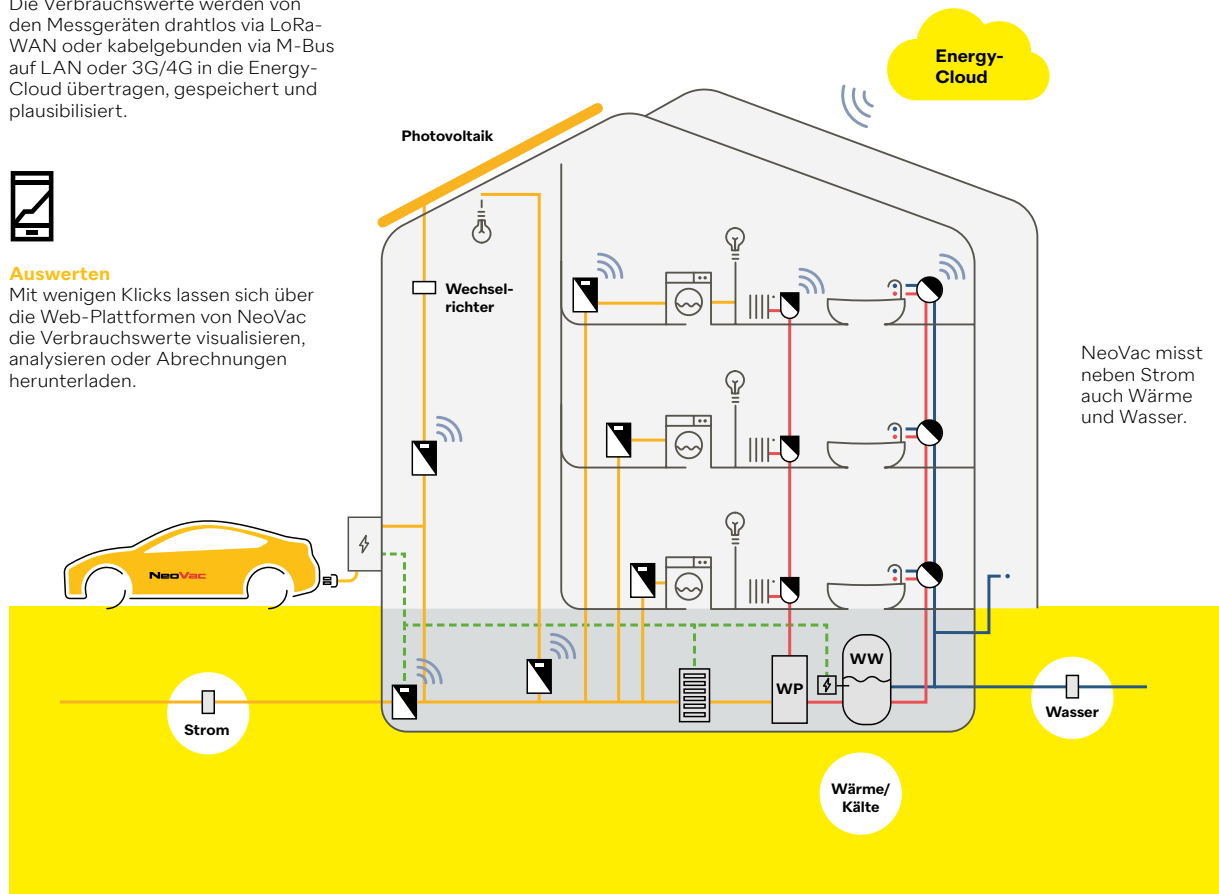 Die Verbrauchswerte werden von
den Messgeräten drahtlos via LoRa-
WAN oder kabelgebunden via M-Bus
auf LAN oder 3G/4G in die Energy-
Cloud übertragen, gespeichert und
plausibilisiert.
Auswerten
Mit wenigen Klicks lassen sich über
die Web-Plattformen von NeoVac
die Verbrauchswerte visualisieren,
analysieren oder Abrechnungen
herunterladen.
Energy-
Cloud
Photovoltaik
Wechsel-
richter
NeoVac misst
neben Strom
auch Wärme
und Wasser.
NeoVac
WW
WP
Strom
Wasser
Wärme/
Kälte